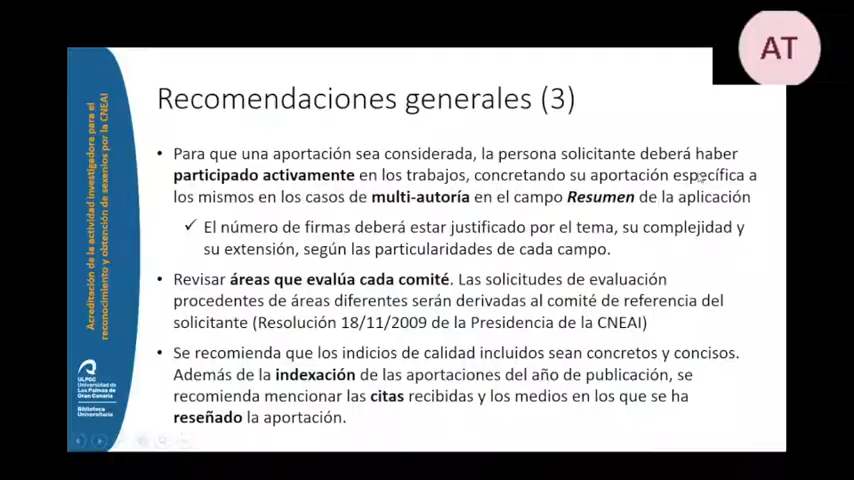 AT
Acreditación de la actividad investigadora para el
reconocimiento y obtención de sexenios por la CNEAI
Recomendaciones generales (3)
• Para que una aportación sea considerada, la persona solicitante deberá haber
participado activamente en los trabajos, concretando su aportación específica a
los mismos en los casos de multi-autoría en el campo Resumen de la aplicación
✓ El número de firmas deberá estar justificado por el tema, su complejidad y
su extensión, según las particularidades de cada campo.
• Revisar áreas que evalúa cada comité. Las solicitudes de evaluación
procedentes de áreas diferentes serán derivadas al comité de referencia del
solicitante (Resolución 18/11/2009 de la Presidencia de la CNEAI)
• Se recomienda que los indicios de calidad incluidos sean concretos y concisos.
Además de la indexación de las aportaciones del año de publicación, se
recomienda mencionar las citas recibidas y los medios en los que se ha
reseñado la aportación.
ULPGC
Universidad de
Las Palmas de
Gran Canaria
Biblioteca
Universitaria